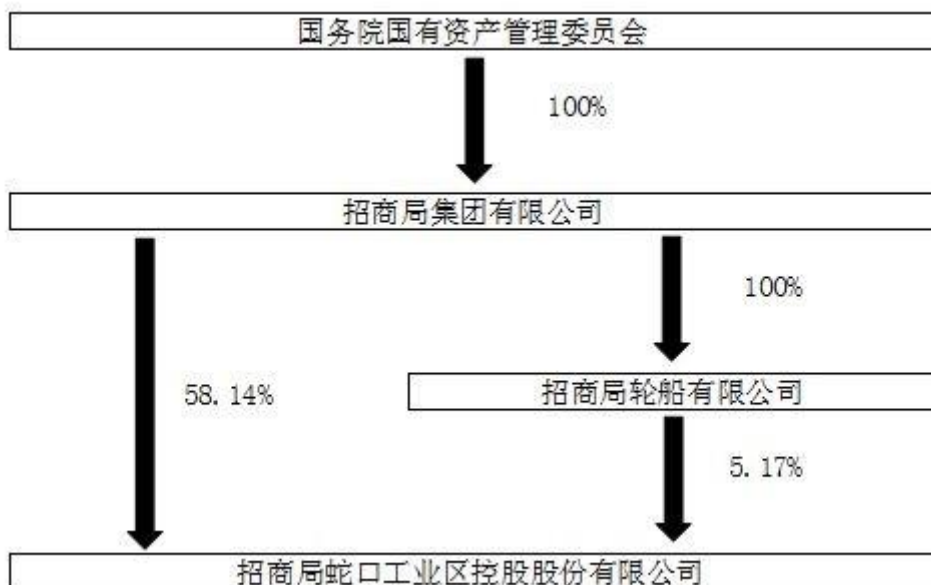 国务院国有资产管理委员会
100%
招商局集团有限公司
100%
58.14%
招商局轮船有限公司
5.17%
招商局蛇口工业区控股股份有限公司